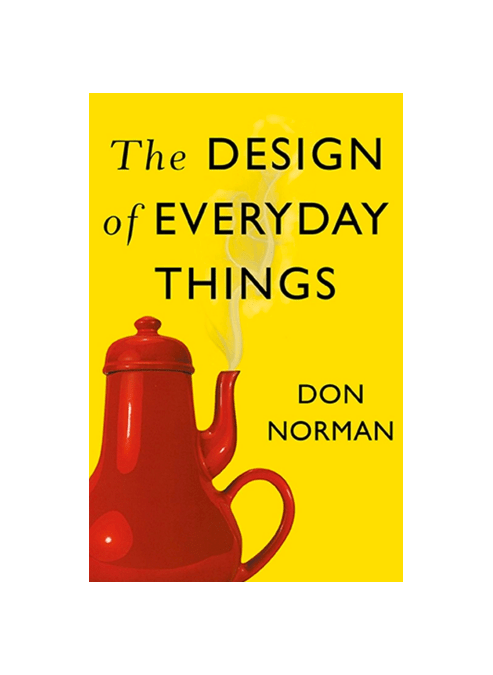 The DESIGN
of EVERYDAY
THINGS
DON
NORMAN